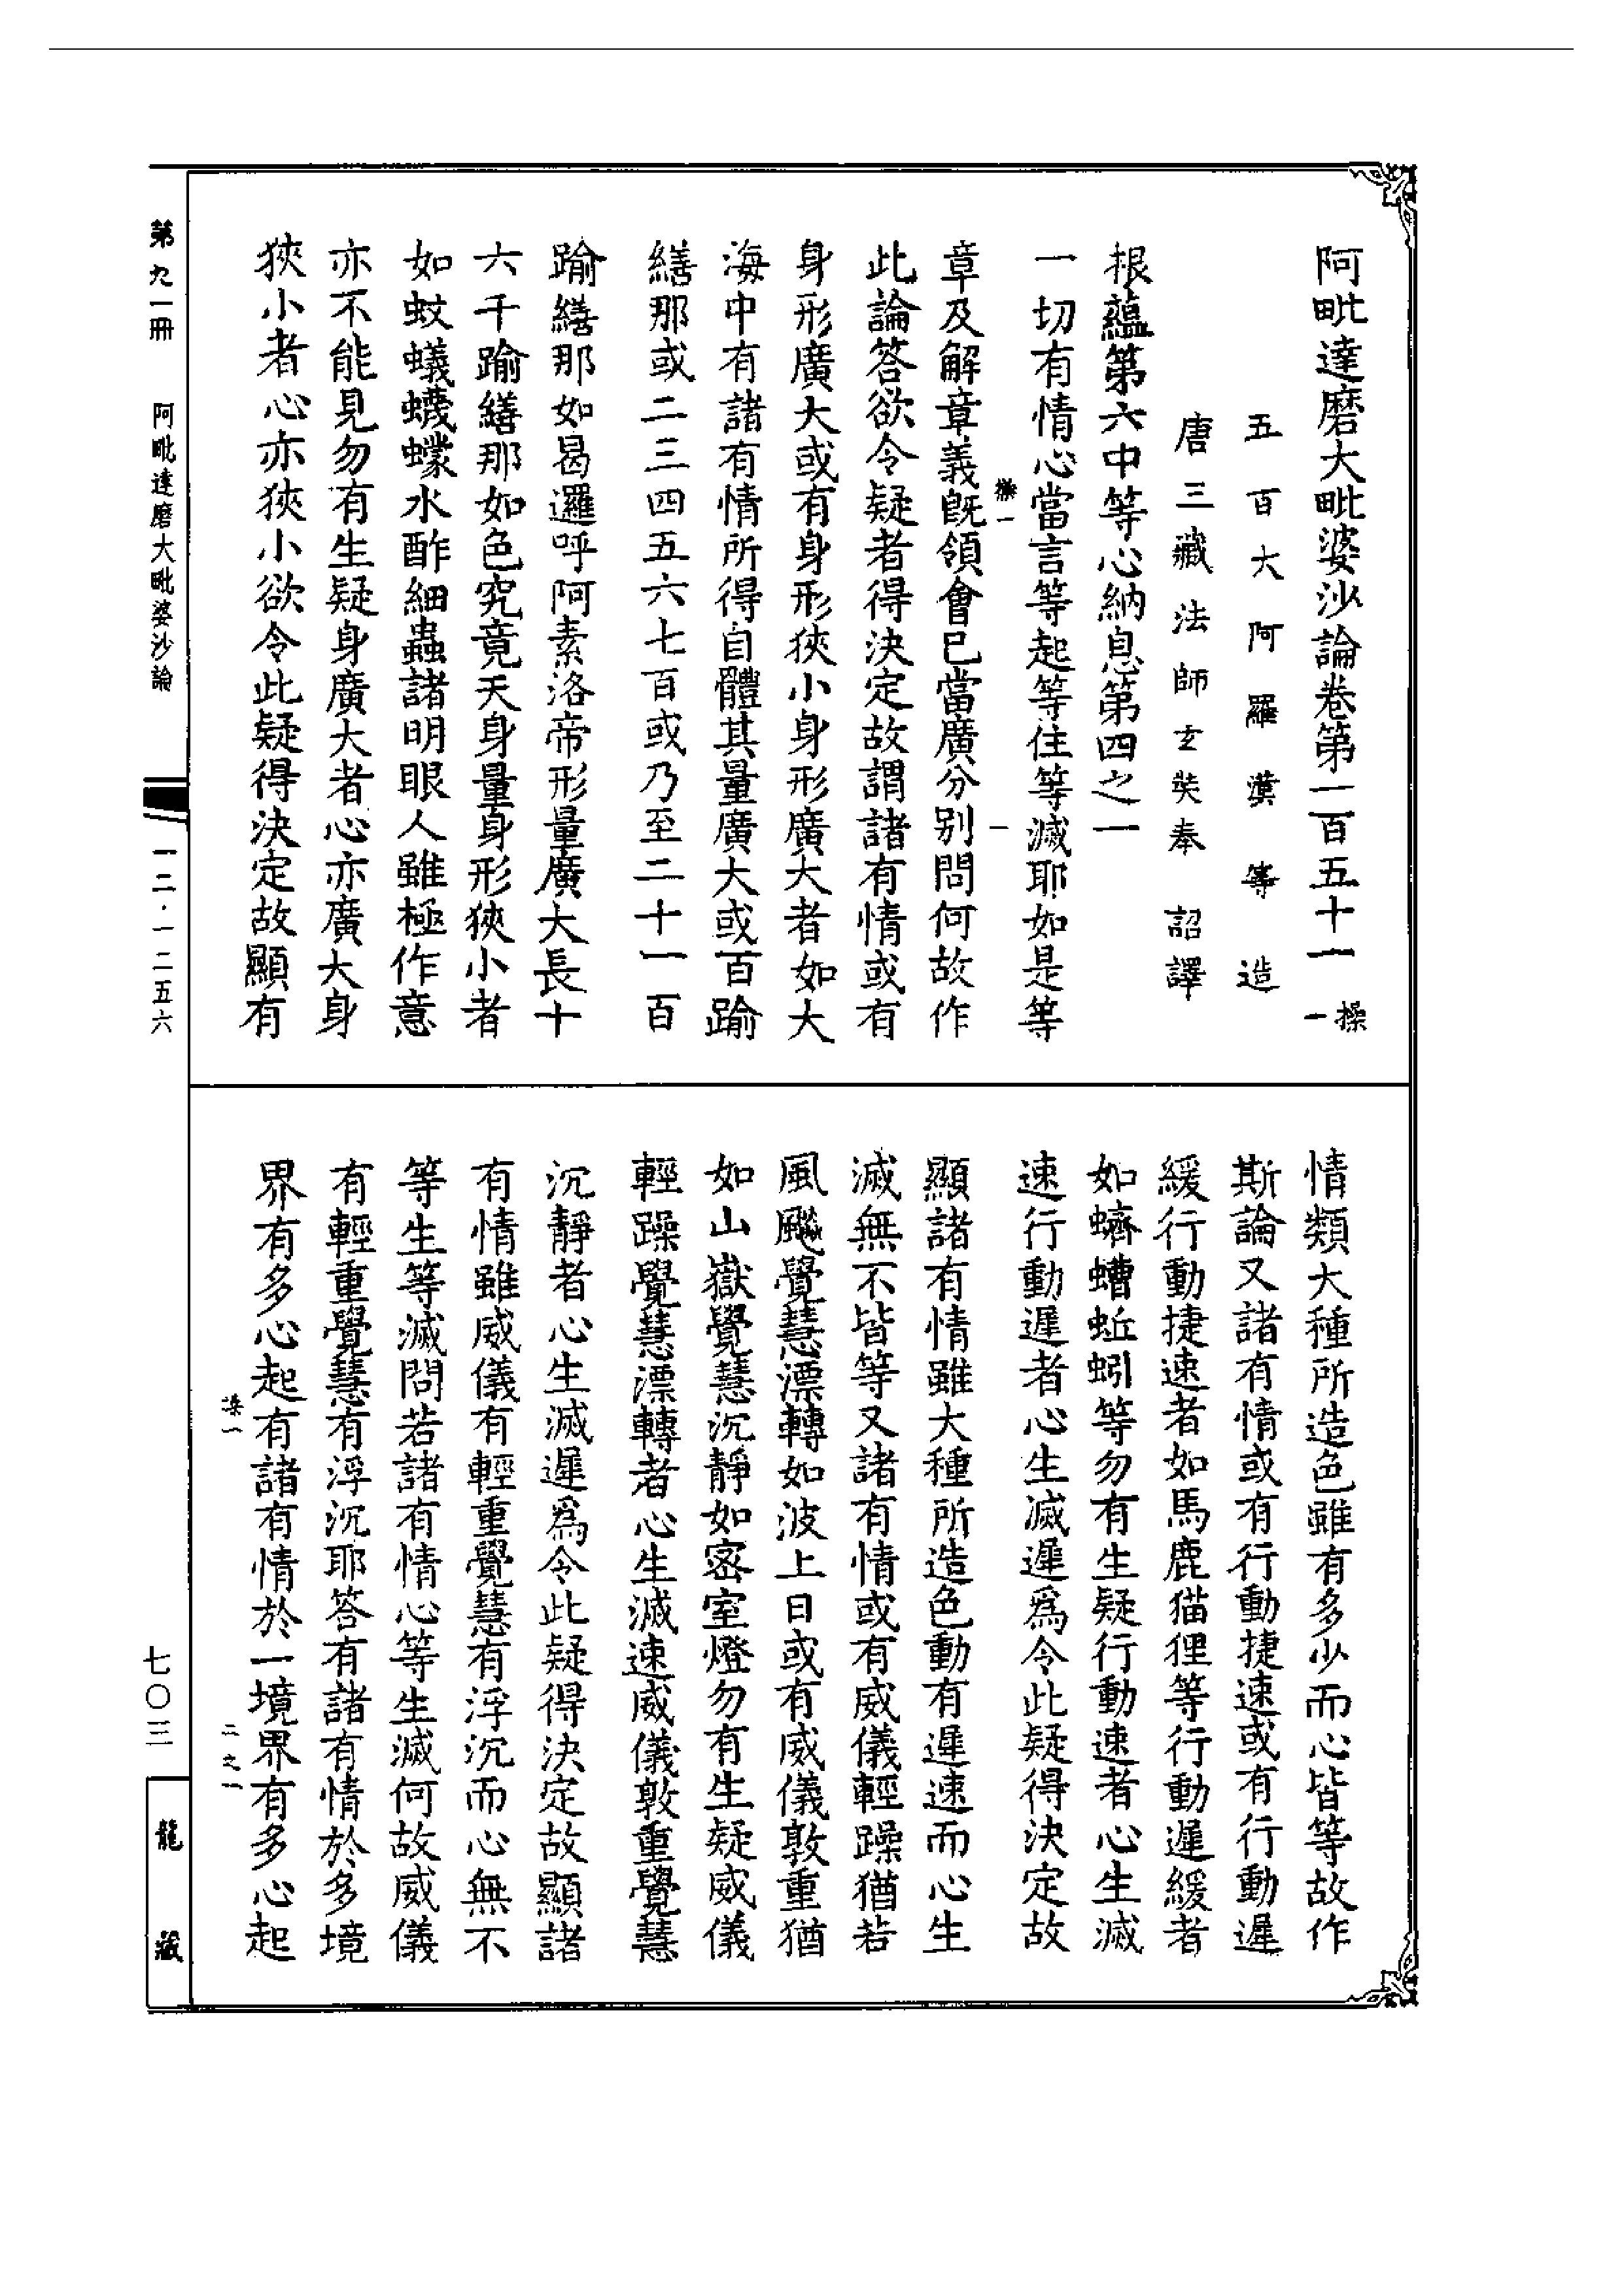 阿毗達磨大毗婆沙論卷第一百五十一 操一
五百大阿羅漢等造
唐三藏法師玄奘奉 詔譯
根蘊第六中等心納息第四之一
一切有情心當言等起等住等滅耶如是等
操一 一
章及解章義旣領會已當廣分別問何故作
此論答欲令疑者得決定故謂諸有情或有
身形廣大或有身形狹小身形廣大者如大
海中有諸有情所得自體其量廣大或百踰
繕那或二三四五六七百或乃至二十一百
踰繕那如曷邏呼阿素洛帝形量廣大長十
六千踰繕那如色究竟天身量身形狹小者
如蚊蟻蠛蠓水酢細蟲諸明眼人雖極作意
亦不能見勿有生疑身廣大者心亦廣大身
狹小者心亦狹小欲令此疑得決定故顯有
情類大種所造色雖有多少而心皆等故作
斯論又諸有情或有行動捷速或有行動遲
緩行動捷速者如馬鹿猫狸等行動遲緩者
如蠐螬蚯蚓等勿有生疑行動速者心生滅
速行動遲者心生滅遲爲令此疑得決定故
顯諸有情雖大種所造色動有遲速而心生
滅無不皆等又諸有情或有威儀輕躁猶若
風飈覺慧漂轉如波上日或有威儀敦重猶
如山嶽覺慧沉靜如密室燈勿有生疑威儀
輕躁覺慧漂轉者心生滅速威儀敦重覺慧
沉靜者心生滅遲爲令此疑得決定故顯諸
有情雖威儀有輕重覺慧有浮沉而心無不
等生等滅問若諸有情心等生滅何故威儀
有輕重覺慧有浮沉耶答有諸有情於多境
界有多心起有諸有情於一境界有多心起
操一 二之一
第九一冊 阿毗達磨大毗婆沙論 一二·一二五六
七〇三
龍藏